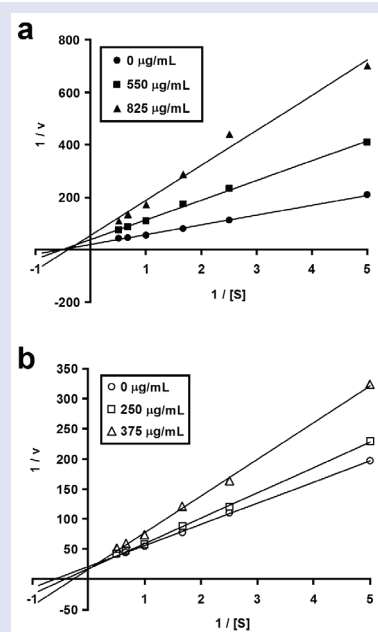 a
800
600
400
200
-200
-1
1
2
3
4
5
1 / v
1 / [S]
0 µg/mL
550 µg/mL
825 µg/mL
b
350
300
250
200
150
100
50
-50
-1
1
2
3
4
5
1 / v
1 / [S]
0 µg/mL
250 µg/mL
375 µg/mL